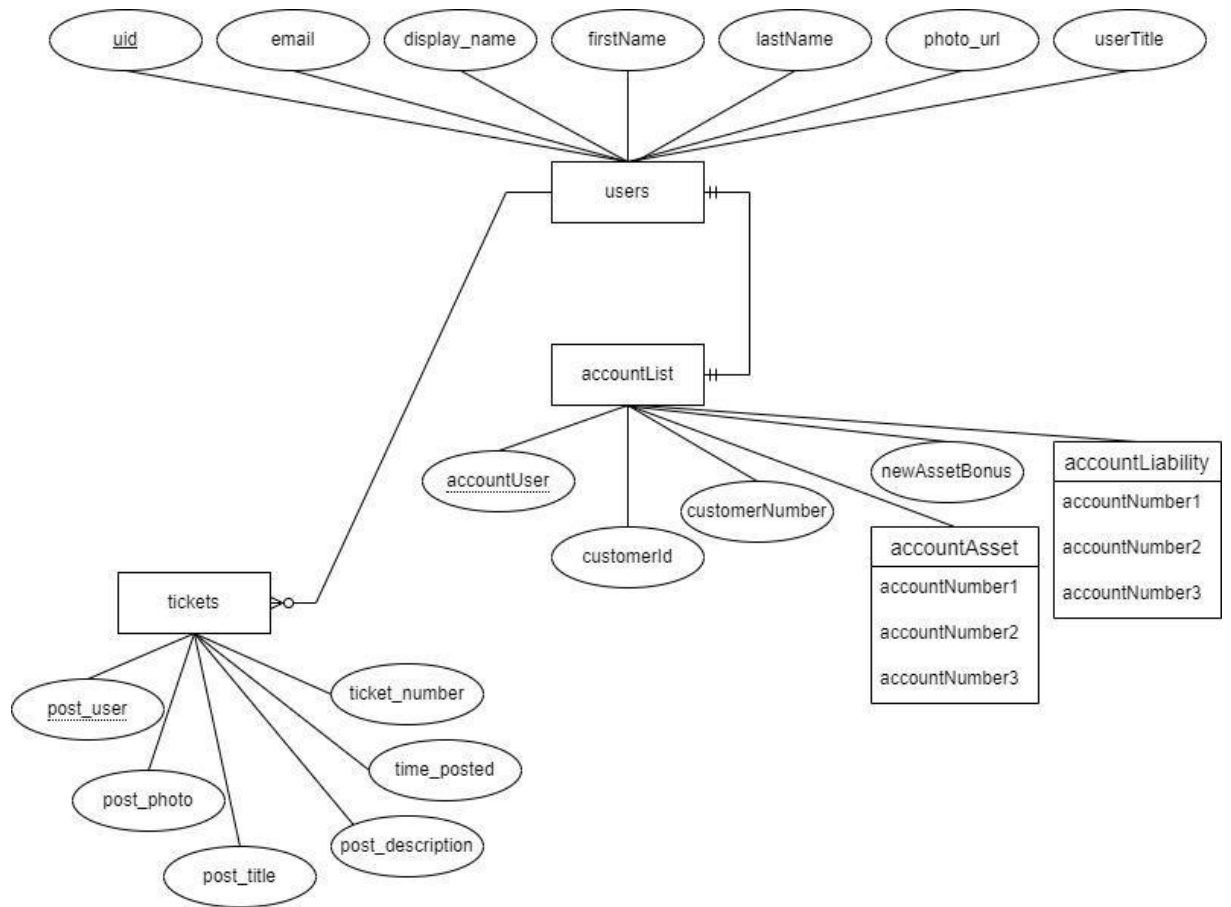 uid
email
display_name
firstName
lastName
photo_url
userTitle
users
accountList
accountUser
customerId
customerNumber
newAssetBonus
accountLiability
accountNumber1
accountNumber2
accountNumber3
accountAsset
accountNumber1
accountNumber2
accountNumber3
tickets
post_user
post_photo
post_title
post_description
time_posted
ticket_number